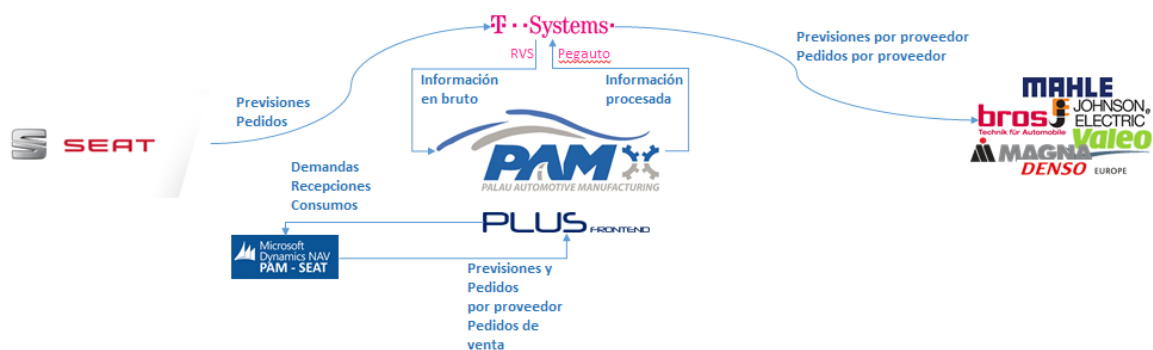 T··Systems·
RVS
Pegauto
Previsiones por proveedor
Pedidos por proveedor
Información
en bruto
Información
procesada
Previsiones
Pedidos
SEAT
MAHLE
brose
Technik für Automobile
JOHNSON
ELECTRIC
Valeo
MAGNA
DENSO EUROPE
PAM
PALAU AUTOMOTIVE MANUFACTURING
Demandas
Recepciones
Consumos
PLUS FRONTEND
Microsoft
Dynamics NAV
PAM - SEAT
Previsiones y
Pedidos
por proveedor
Pedidos de
venta